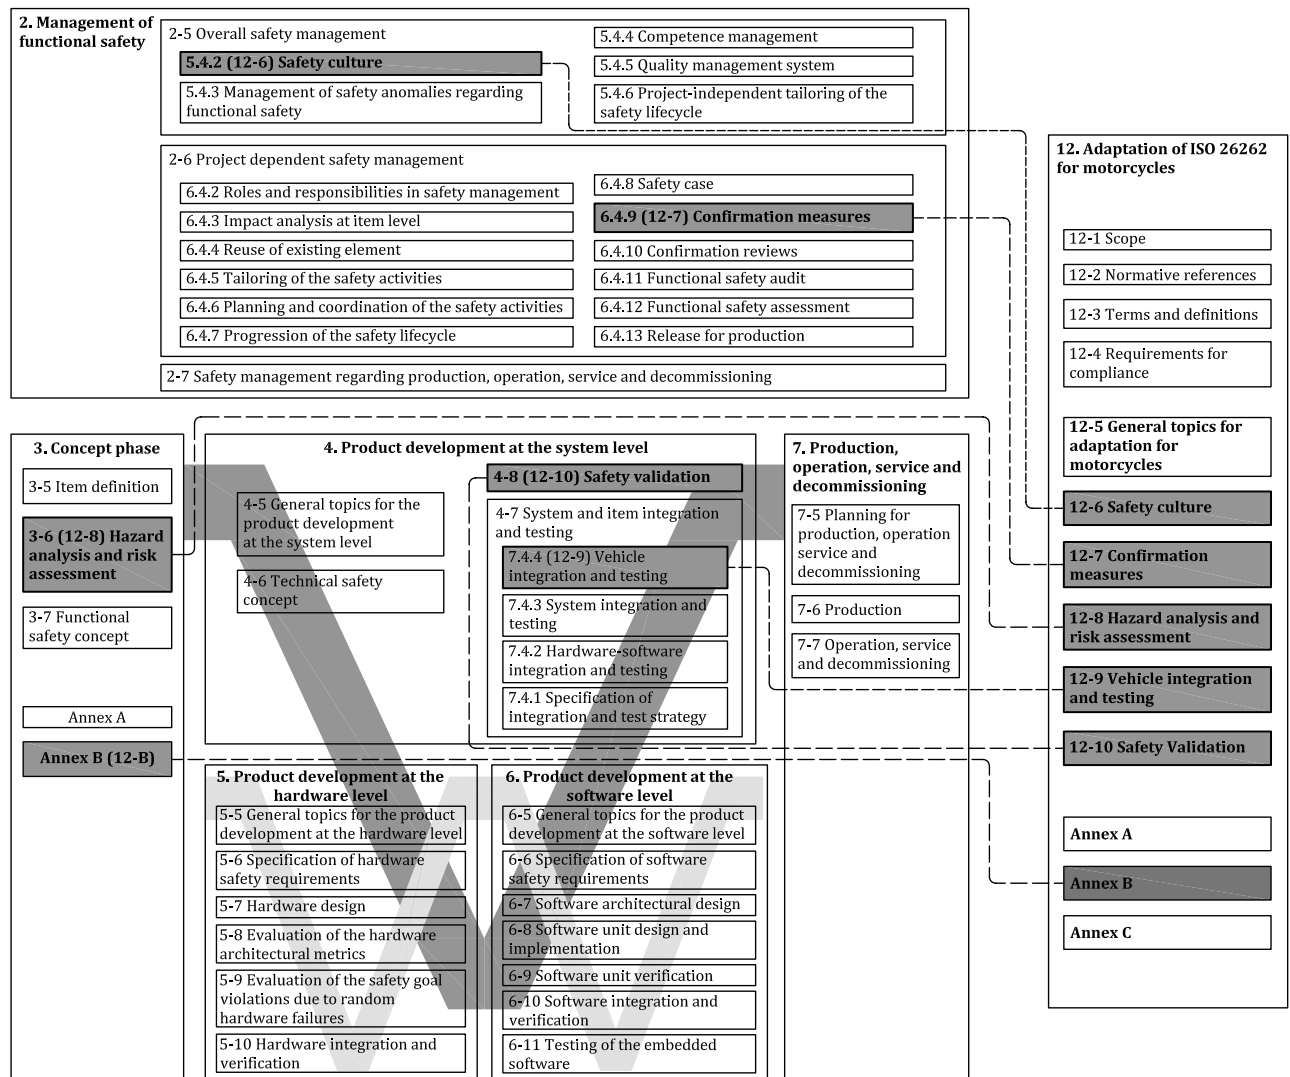 2. Management of
functional safety
2-5 Overall safety management
5.4.2 (12-6) Safety culture
5.4.3 Management of safety anomalies regarding
functional safety
5.4.4 Competence management
5.4.5 Quality management system
5.4.6 Project-independent tailoring of the
safety lifecycle
2-6 Project dependent safety management
6.4.2 Roles and responsibilities in safety management
6.4.3 Impact analysis at item level
6.4.4 Reuse of existing element
6.4.5 Tailoring of the safety activities
6.4.6 Planning and coordination of the safety activities
6.4.7 Progression of the safety lifecycle
6.4.8 Safety case
6.4.9 (12-7) Confirmation measures
6.4.10 Confirmation reviews
6.4.11 Functional safety audit
6.4.12 Functional safety assessment
6.4.13 Release for production
2-7 Safety management regarding production, operation, service and decommissioning
3. Concept phase
3-5 Item definition
3-6 (12-8) Hazard
analysis and risk
assessment
3-7 Functional
safety concept
Annex A
Annex B (12-B)
4. Product development at the system level
4-5 General topics for the
product development
at the system level
4-6 Technical safety
concept
4-8 (12-10) Safety validation
4-7 System and item integration
and testing
7.4.4 (12-9) Vehicle
integration and testing
7.4.3 System integration and
testing
7.4.2 Hardware-software
integration and testing
7.4.1 Specification of
integration and test strategy
7. Production,
operation, service and
decommissioning
7-5 Planning for
production, operation
service and
decommissioning
7-6 Production
7-7 Operation, service
and decommissioning
5. Product development at the
hardware level
5-5 General topics for the product
development at the hardware level
5-6 Specification of hardware
safety requirements
5-7 Hardware design
5-8 Evaluation of the hardware
architectural metrics
5-9 Evaluation of the safety goal
violations due to random
hardware failures
5-10 Hardware integration and
verification
6. Product development at the
software level
6-5 General topics for the product
development at the software level
6-6 Specification of software
safety requirements
6-7 Software architectural design
6-8 Software unit design and
implementation
6-9 Software unit verification
6-10 Software integration and
verification
6-11 Testing of the embedded
software
12. Adaptation of ISO 26262
for motorcycles
12-1 Scope
12-2 Normative references
12-3 Terms and definitions
12-4 Requirements for
compliance
12-5 General topics for
adaptation for
motorcycles
12-6 Safety culture
12-7 Confirmation
measures
12-8 Hazard analysis and
risk assessment
12-9 Vehicle integration
and testing
12-10 Safety Validation
Annex A
Annex B
Annex C